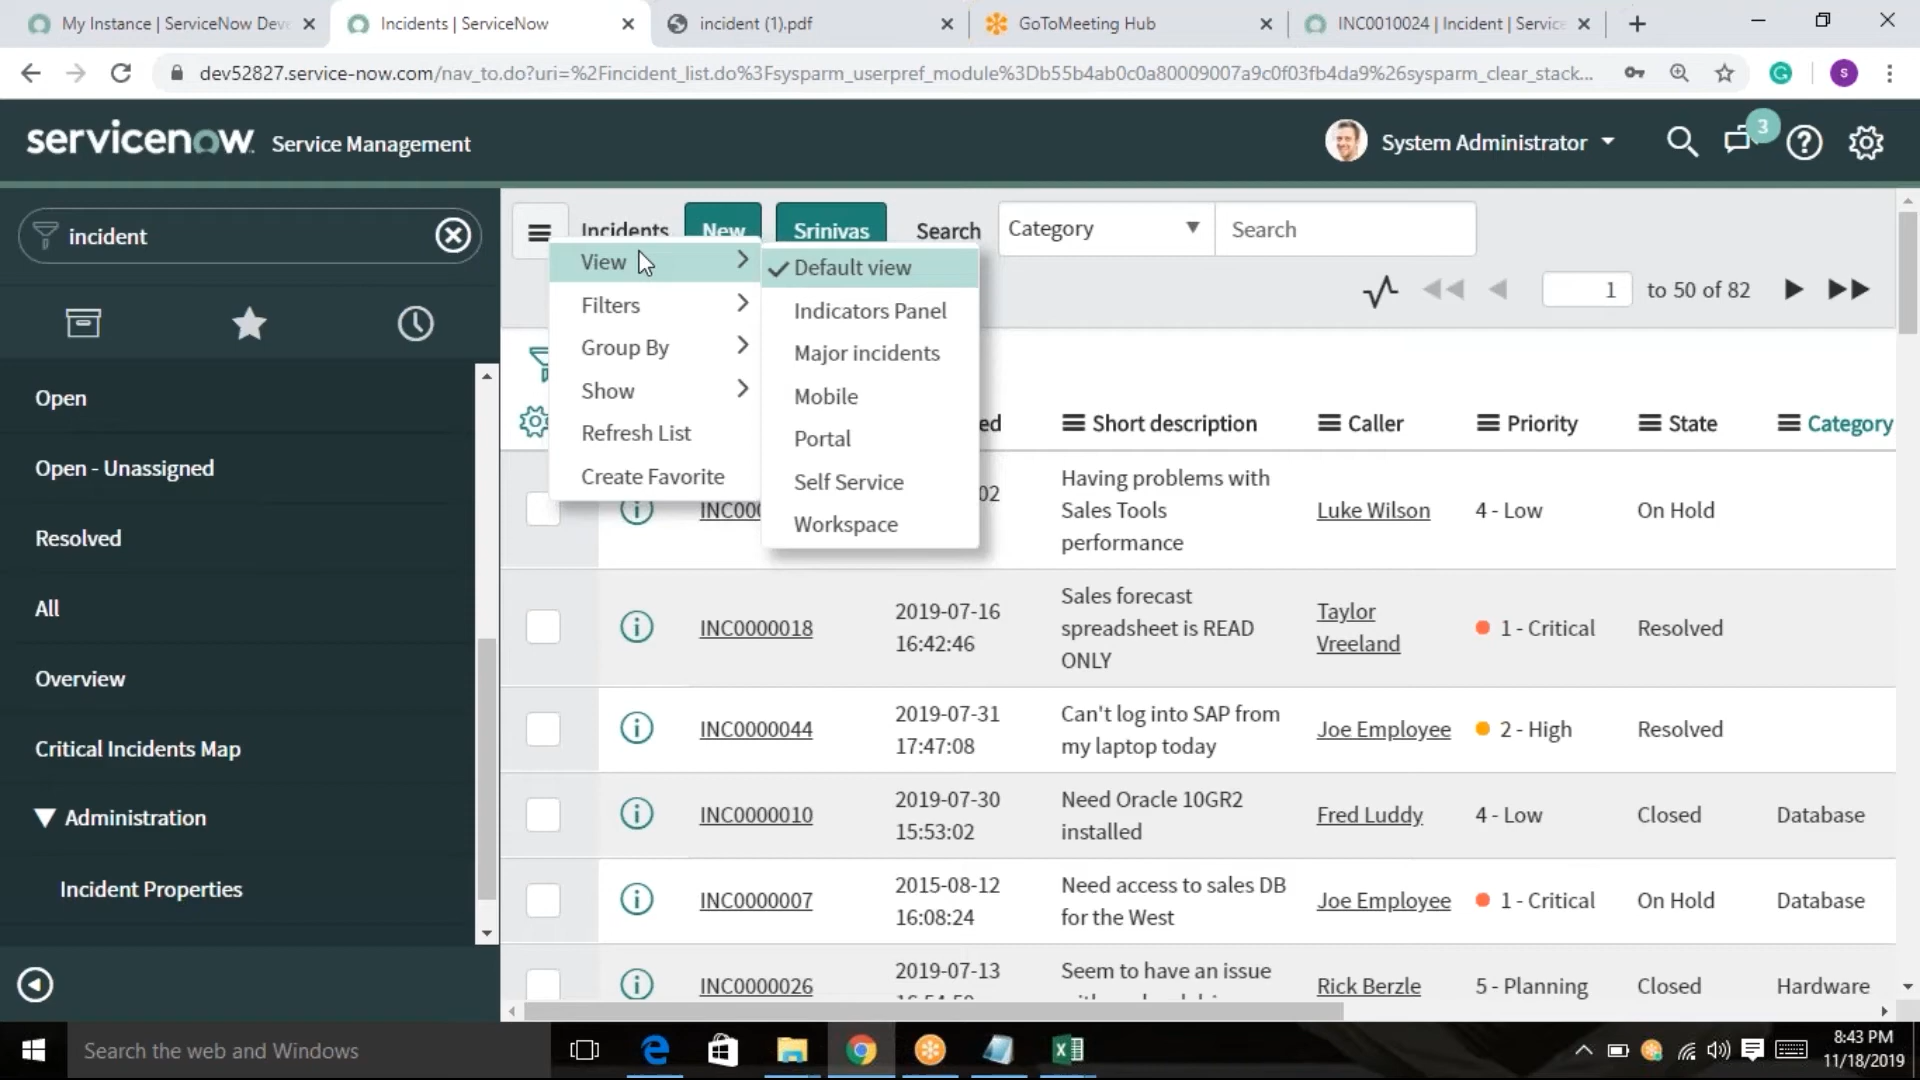 My Instance | ServiceNow Deve
Incidents | ServiceNow
incident (1).pdf
GoToMeeting Hub
INC0010024 | Incident | Service
dev52827.service-now.com/nav_to.do?uri=%2Fincident_list.do%3Fsysparm_userpref_module%3Db55b4ab0c0a80009007a9c0f03fb4da9%26sysparm_clear_stack...
s
servicenow Service Management
System Administrator
3
incident
Open
Open - Unassigned
Resolved
All
Overview
Critical Incidents Map
Administration
Incident Properties
Incidents New Srinivas Search Category Search
1 to 50 of 82
View
Filters
Group By
Show
Refresh List
Create Favorite
Default view
Indicators Panel
Major incidents
Mobile
Portal
Self Service
Workspace
ed Short description Caller Priority State Category
INC00 02 Having problems with
Sales Tools
performance
Luke Wilson 4 - Low On Hold
INC0000018 2019-07-16
16:42:46
Sales forecast
spreadsheet is READ
ONLY
Taylor
Vreeland
1 - Critical Resolved
INC0000044 2019-07-31
17:47:08
Can't log into SAP from
my laptop today
Joe Employee 2 - High Resolved
INC0000010 2019-07-30
15:53:02
Need Oracle 10GR2
installed
Fred Luddy 4 - Low Closed Database
INC0000007 2015-08-12
16:08:24
Need access to sales DB
for the West
Joe Employee 1 - Critical On Hold Database
INC0000026 2019-07-13
Seem to have an issue
Rick Berzle 5 - Planning Closed Hardware
Search the web and Windows
8:43 PM
11/18/2019